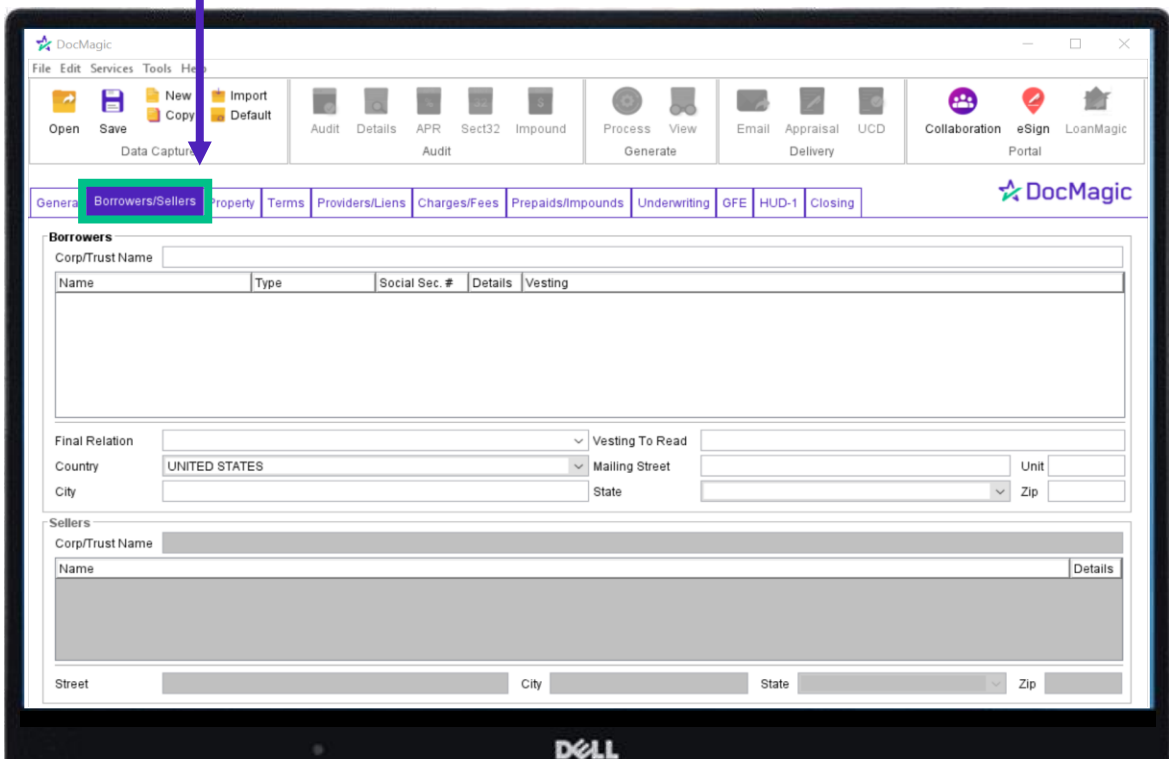 DocMagic
File Edit Services Tools Help
New Import
Copy Default
Open Save Audit Details APR Sect32 Impound Process View Email Appraisal UCD Collaboration eSign LoanMagic
Data Capture Audit Generate Delivery Portal
DocMagic
General Borrowers/Sellers Property Terms Providers/Liens Charges/Fees Prepaids/Impounds Underwriting GFE HUD-1 Closing
Borrowers
Corp/Trust Name
Name Type Social Sec. # Details Vesting
Final Relation Vesting To Read
Country UNITED STATES Mailing Street Unit
City State Zip
Sellers
Corp/Trust Name
Name Details
Street City State Zip
DELL